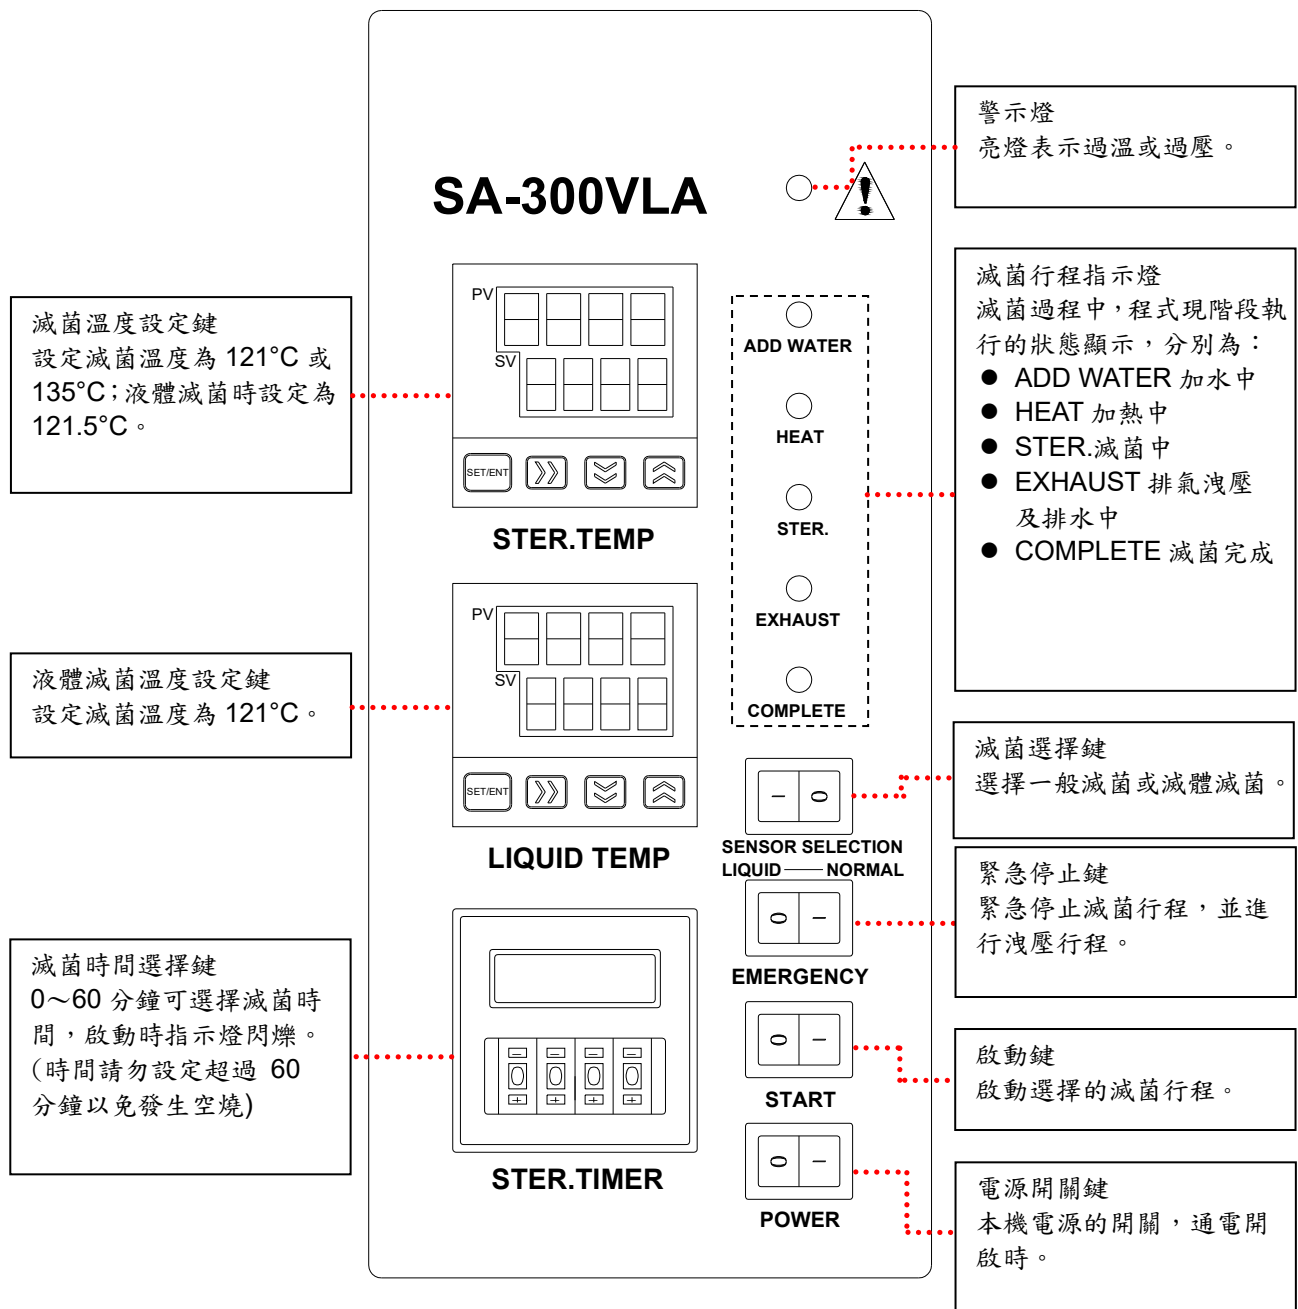 SA-300VLA
警示燈
亮燈表示過溫或過壓。
滅菌溫度設定鍵
設定滅菌溫度為 121°C 或
135°C；液體滅菌時設定為
121.5°C。
PV
SV
SET/ENT
STER.TEMP
ADD WATER
HEAT
STER.
EXHAUST
COMPLETE
滅菌行程指示燈
滅菌過程中，程式現階段執
行的狀態顯示，分別為：
● ADD WATER 加水中
● HEAT 加熱中
● STER.滅菌中
● EXHAUST 排氣洩壓
及排水中
● COMPLETE 滅菌完成
液體滅菌溫度設定鍵
設定滅菌溫度為 121°C。
PV
SV
SET/ENT
LIQUID TEMP
I O
SENSOR SELECTION
LIQUID — NORMAL
滅菌選擇鍵
選擇一般滅菌或滅體滅菌。
O I
EMERGENCY
緊急停止鍵
緊急停止滅菌行程，並進
行洩壓行程。
滅菌時間選擇鍵
0～60 分鐘可選擇滅菌時
間，啟動時指示燈閃爍。
(時間請勿設定超過 60
分鐘以免發生空燒)
− − − −
0 0 0 0
+ + + +
STER.TIMER
O I
START
啟動鍵
啟動選擇的滅菌行程。
O I
POWER
電源開關鍵
本機電源的開關，通電開
啟時。